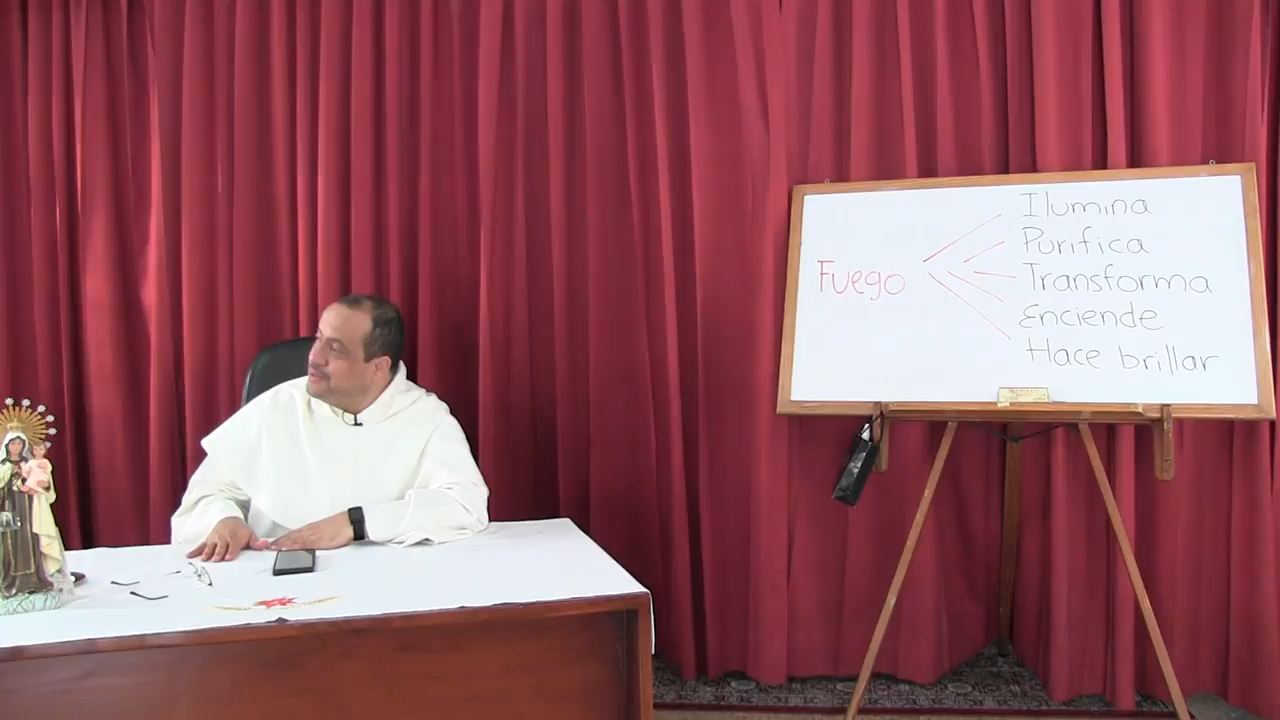 Fuego
Ilumina
Purifica
Transforma
Enciende
Hace brillar